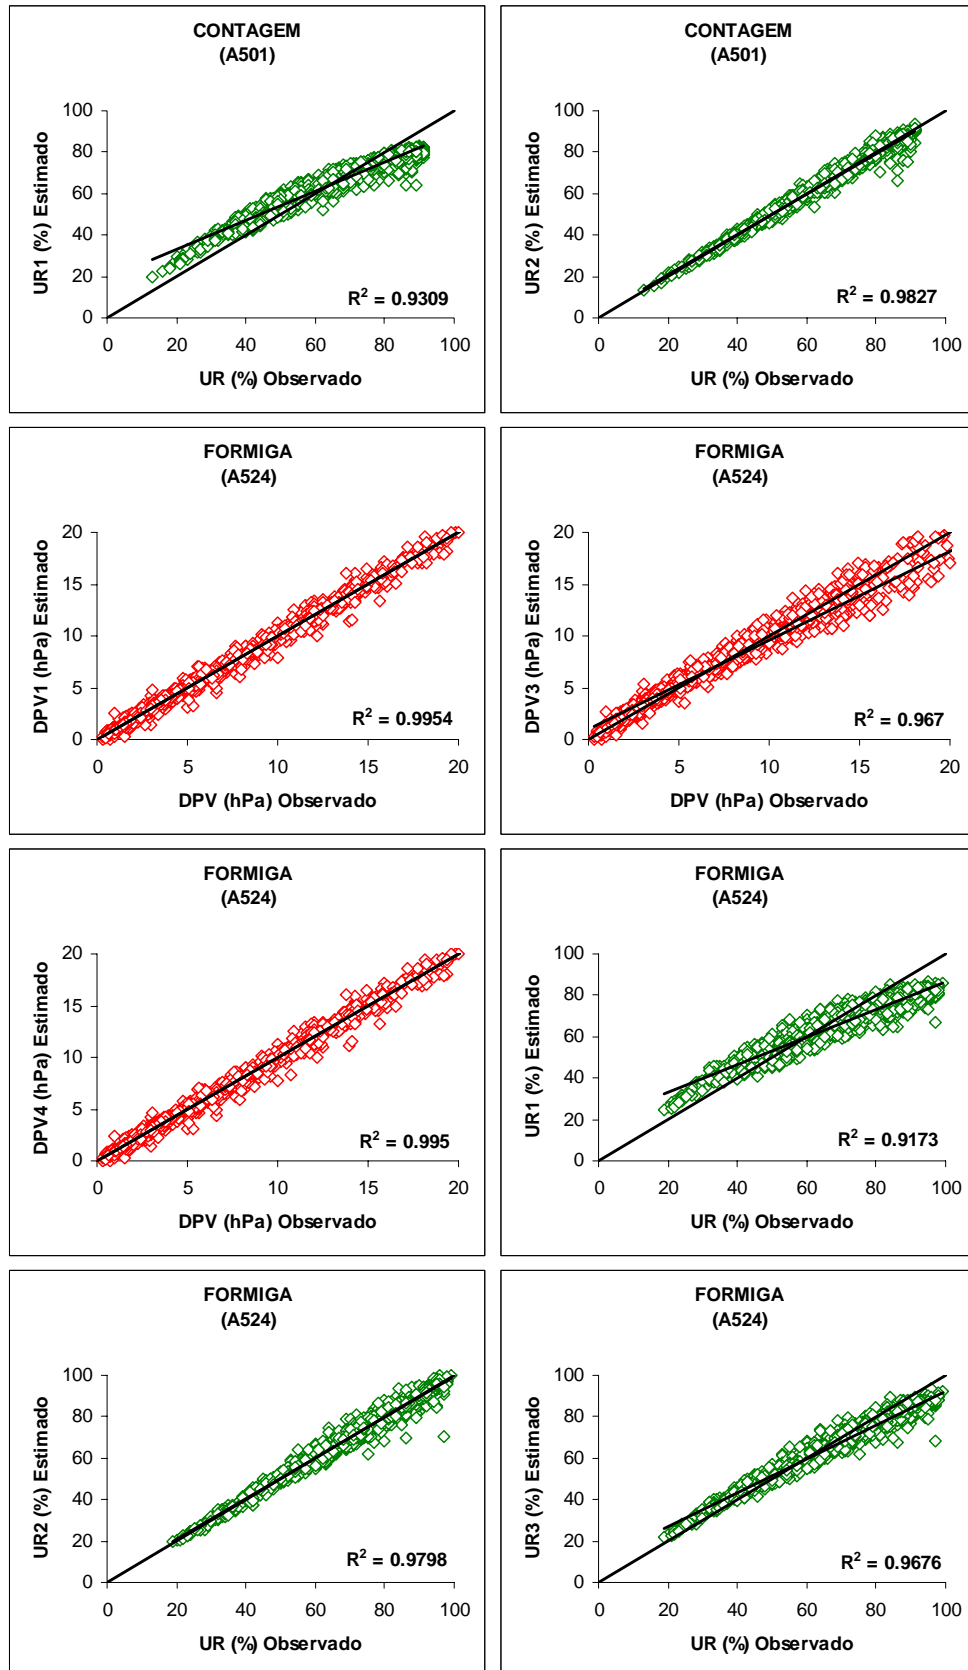 CONTAGEM
(A501)
100
80
60
40
20
0
UR1 (%) Estimado
R² = 0.9309
0 20 40 60 80 100
UR (%) Observado
CONTAGEM
(A501)
100
80
60
40
20
0
UR2 (%) Estimado
R² = 0.9827
0 20 40 60 80 100
UR (%) Observado
FORMIGA
(A524)
20
15
10
5
0
DPV1 (hPa) Estimado
R² = 0.9954
0 5 10 15 20
DPV (hPa) Observado
FORMIGA
(A524)
20
15
10
5
0
DPV3 (hPa) Estimado
R² = 0.967
0 5 10 15 20
DPV (hPa) Observado
FORMIGA
(A524)
20
15
10
5
0
DPV4 (hPa) Estimado
R² = 0.995
0 5 10 15 20
DPV (hPa) Observado
FORMIGA
(A524)
100
80
60
40
20
0
UR1 (%) Estimado
R² = 0.9173
0 20 40 60 80 100
UR (%) Observado
FORMIGA
(A524)
100
80
60
40
20
0
UR2 (%) Estimado
R² = 0.9798
0 20 40 60 80 100
UR (%) Observado
FORMIGA
(A524)
100
80
60
40
20
0
UR3 (%) Estimado
R² = 0.9676
0 20 40 60 80 100
UR (%) Observado